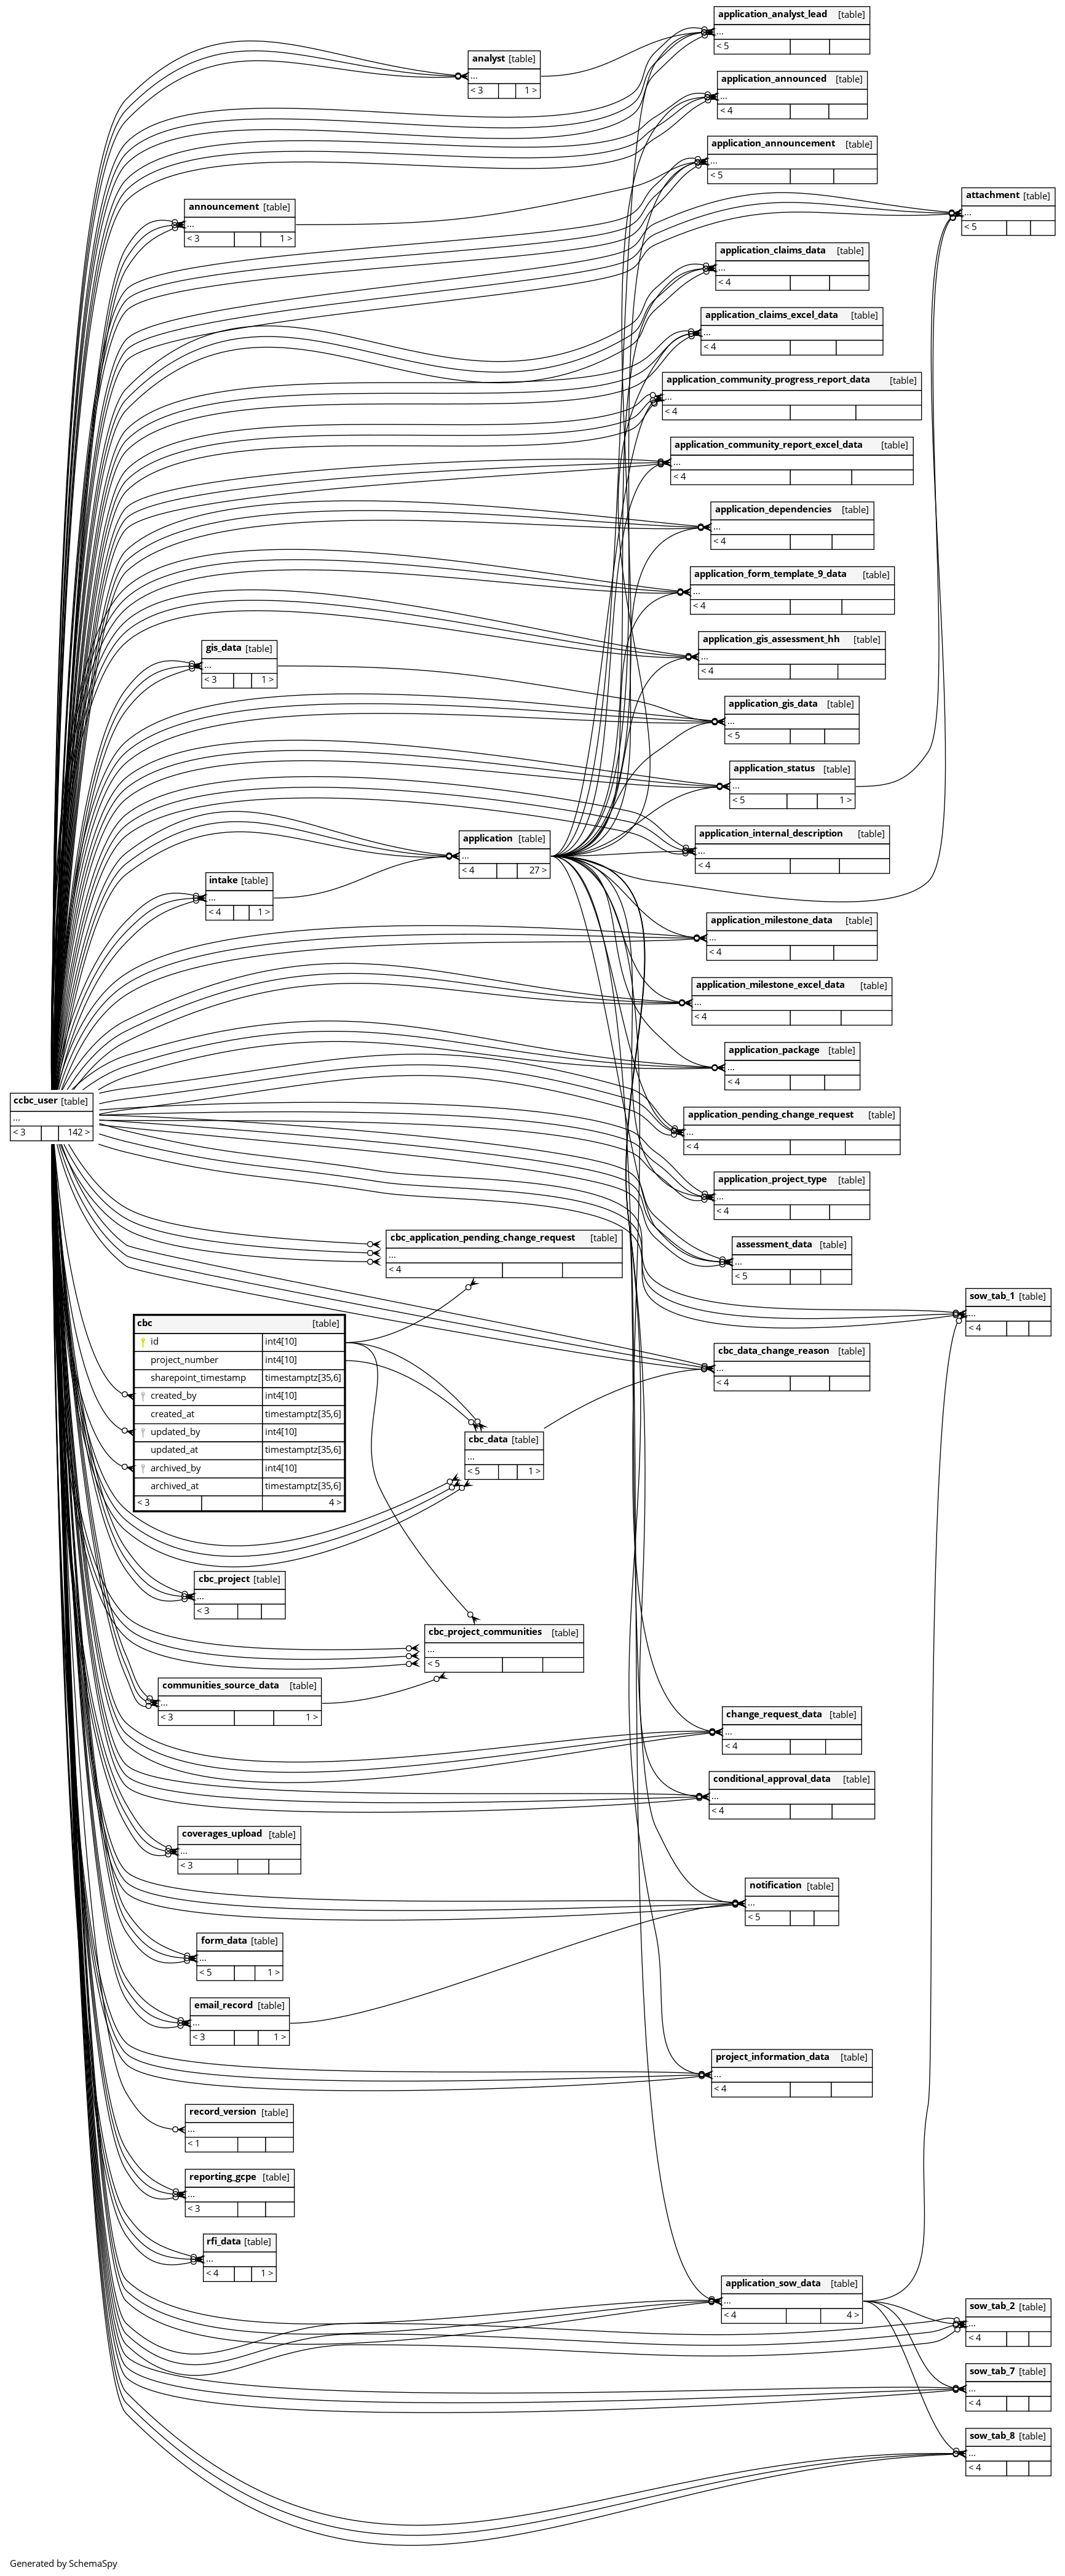 application_analyst_lead [table]
...
< 5
analyst [table]
...
< 3 1 >
application_announced [table]
...
< 4
application_announcement [table]
...
< 5
attachment [table]
...
< 5
announcement [table]
...
< 3 1 >
application_claims_data [table]
...
< 4
application_claims_excel_data [table]
...
< 4
application_community_progress_report_data [table]
...
< 4
application_community_report_excel_data [table]
...
< 4
application_dependencies [table]
...
< 4
application_form_template_9_data [table]
...
< 4
application_gis_assessment_hh [table]
...
< 4
gis_data [table]
...
< 3 1 >
application_gis_data [table]
...
< 5
application_status [table]
...
< 5 1 >
application_internal_description [table]
...
< 4
application [table]
...
< 4 27 >
intake [table]
...
< 4 1 >
application_milestone_data [table]
...
< 4
application_milestone_excel_data [table]
...
< 4
application_package [table]
...
< 4
ccbc_user [table]
...
< 3 142 >
application_pending_change_request [table]
...
< 4
application_project_type [table]
...
< 4
cbc_application_pending_change_request [table]
...
< 4
assessment_data [table]
...
< 5
sow_tab_1 [table]
...
< 4
cbc [table]
id int4[10]
project_number int4[10]
sharepoint_timestamp timestamptz[35,6]
created_by int4[10]
created_at timestamptz[35,6]
updated_by int4[10]
updated_at timestamptz[35,6]
archived_by int4[10]
archived_at timestamptz[35,6]
< 3 4 >
cbc_data_change_reason [table]
...
< 4
cbc_data [table]
...
< 5 1 >
cbc_project [table]
...
< 3
cbc_project_communities [table]
...
< 5
communities_source_data [table]
...
< 3 1 >
change_request_data [table]
...
< 4
conditional_approval_data [table]
...
< 4
coverages_upload [table]
...
< 3
notification [table]
...
< 5
form_data [table]
...
< 5 1 >
email_record [table]
...
< 3 1 >
project_information_data [table]
...
< 4
record_version [table]
...
< 1
reporting_gcpe [table]
...
< 3
rfi_data [table]
...
< 4 1 >
application_sow_data [table]
...
< 4 4 >
sow_tab_2 [table]
...
< 4
sow_tab_7 [table]
...
< 4
sow_tab_8 [table]
...
< 4
Generated by SchemaSpy